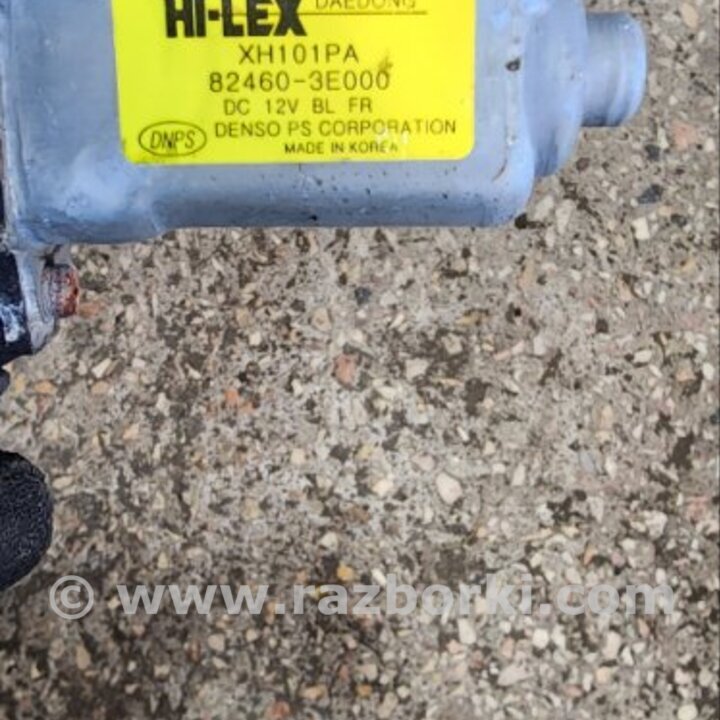 HI-LEX DAEDONG
XH101PA
82460-3E000
DC 12V BL FR
DNPS DENSO PS CORPORATION
MADE IN KOREA
© www.razborki.com